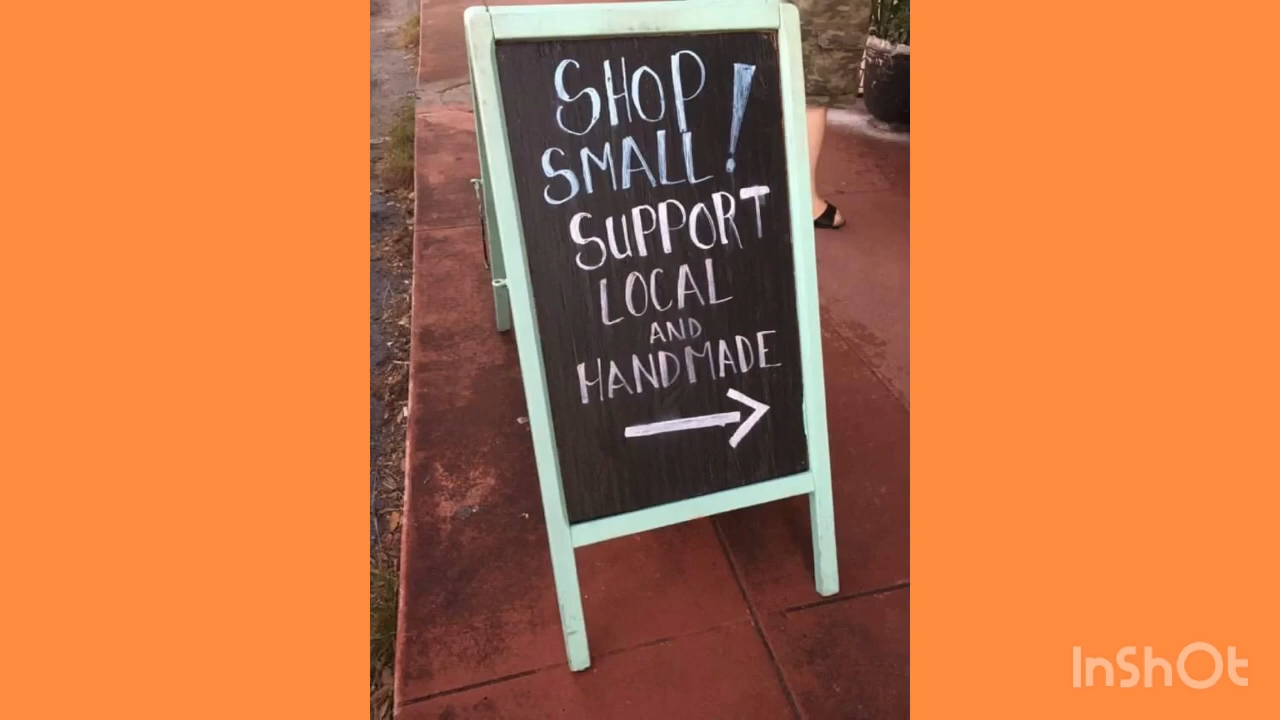 SHOP
SMALL!
SUPPORT
LOCAL
AND
HANDMADE
InShOt